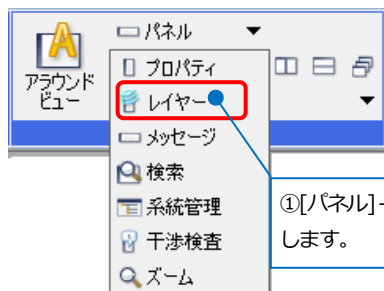 パネル
アラウンド
ビュー
プロパティ
レイヤー
メッセージ
検索
系統管理
干渉検査
ズーム
①[パネル]-
します。